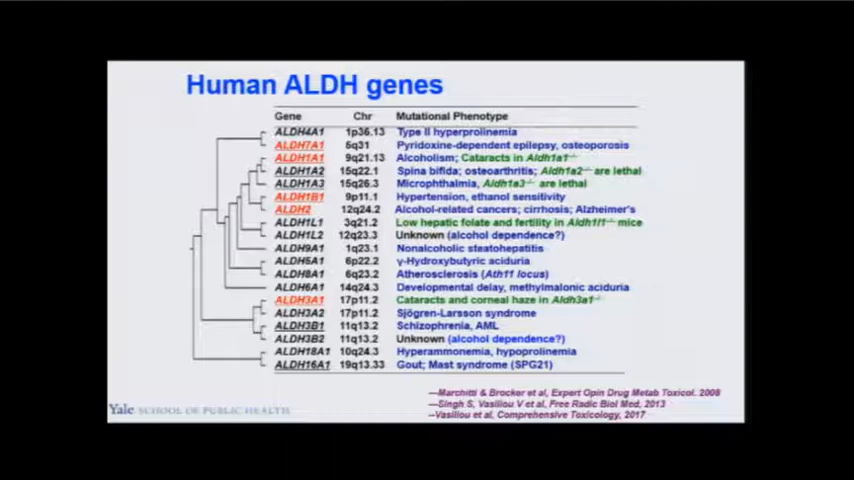 Human ALDH genes
Gene Chr Mutational Phenotype
ALDH4A1 1p36.13 Type II hyperprolinemia
ALDH7A1 5q31 Pyridoxine-dependent epilepsy, osteoporosis
ALDH1A1 9q21.13 Alcoholism; Cataracts in Aldh1a1-/-
ALDH1A2 15q22.1 Spina bifida; osteoarthritis; Aldh1a2-/- are lethal
ALDH1A3 15q26.3 Microphthalmia, Aldh1a3-/- are lethal
ALDH1B1 9p11.1 Hypertension, ethanol sensitivity
ALDH2 12q24.2 Alcohol-related cancers; cirrhosis; Alzheimer's
ALDH1L1 3q21.2 Low hepatic folate and fertility in Aldh1l1-/- mice
ALDH1L2 12q23.3 Unknown (alcohol dependence?)
ALDH9A1 1q23.1 Nonalcoholic steatohepatitis
ALDH5A1 6p22.2 γ-Hydroxybutyric aciduria
ALDH8A1 6q23.2 Atherosclerosis (Ath11 locus)
ALDH6A1 14q24.3 Developmental delay, methylmalonic aciduria
ALDH3A1 17p11.2 Cataracts and corneal haze in Aldh3a1-/-
ALDH3A2 17p11.2 Sjögren-Larsson syndrome
ALDH3B1 11q13.2 Schizophrenia, AML
ALDH3B2 11q13.2 Unknown (alcohol dependence?)
ALDH18A1 10q24.3 Hyperammonemia, hypoprolinemia
ALDH16A1 19q13.33 Gout; Mast syndrome (SPG21)
—Marchitti & Brocker et al, Expert Opin Drug Metab Toxicol. 2008
—Singh S, Vasiliou V et al, Free Radic Biol Med, 2013
--Vasiliou et al, Comprehensive Toxicology, 2017
Yale SCHOOL OF PUBLIC HEALTH